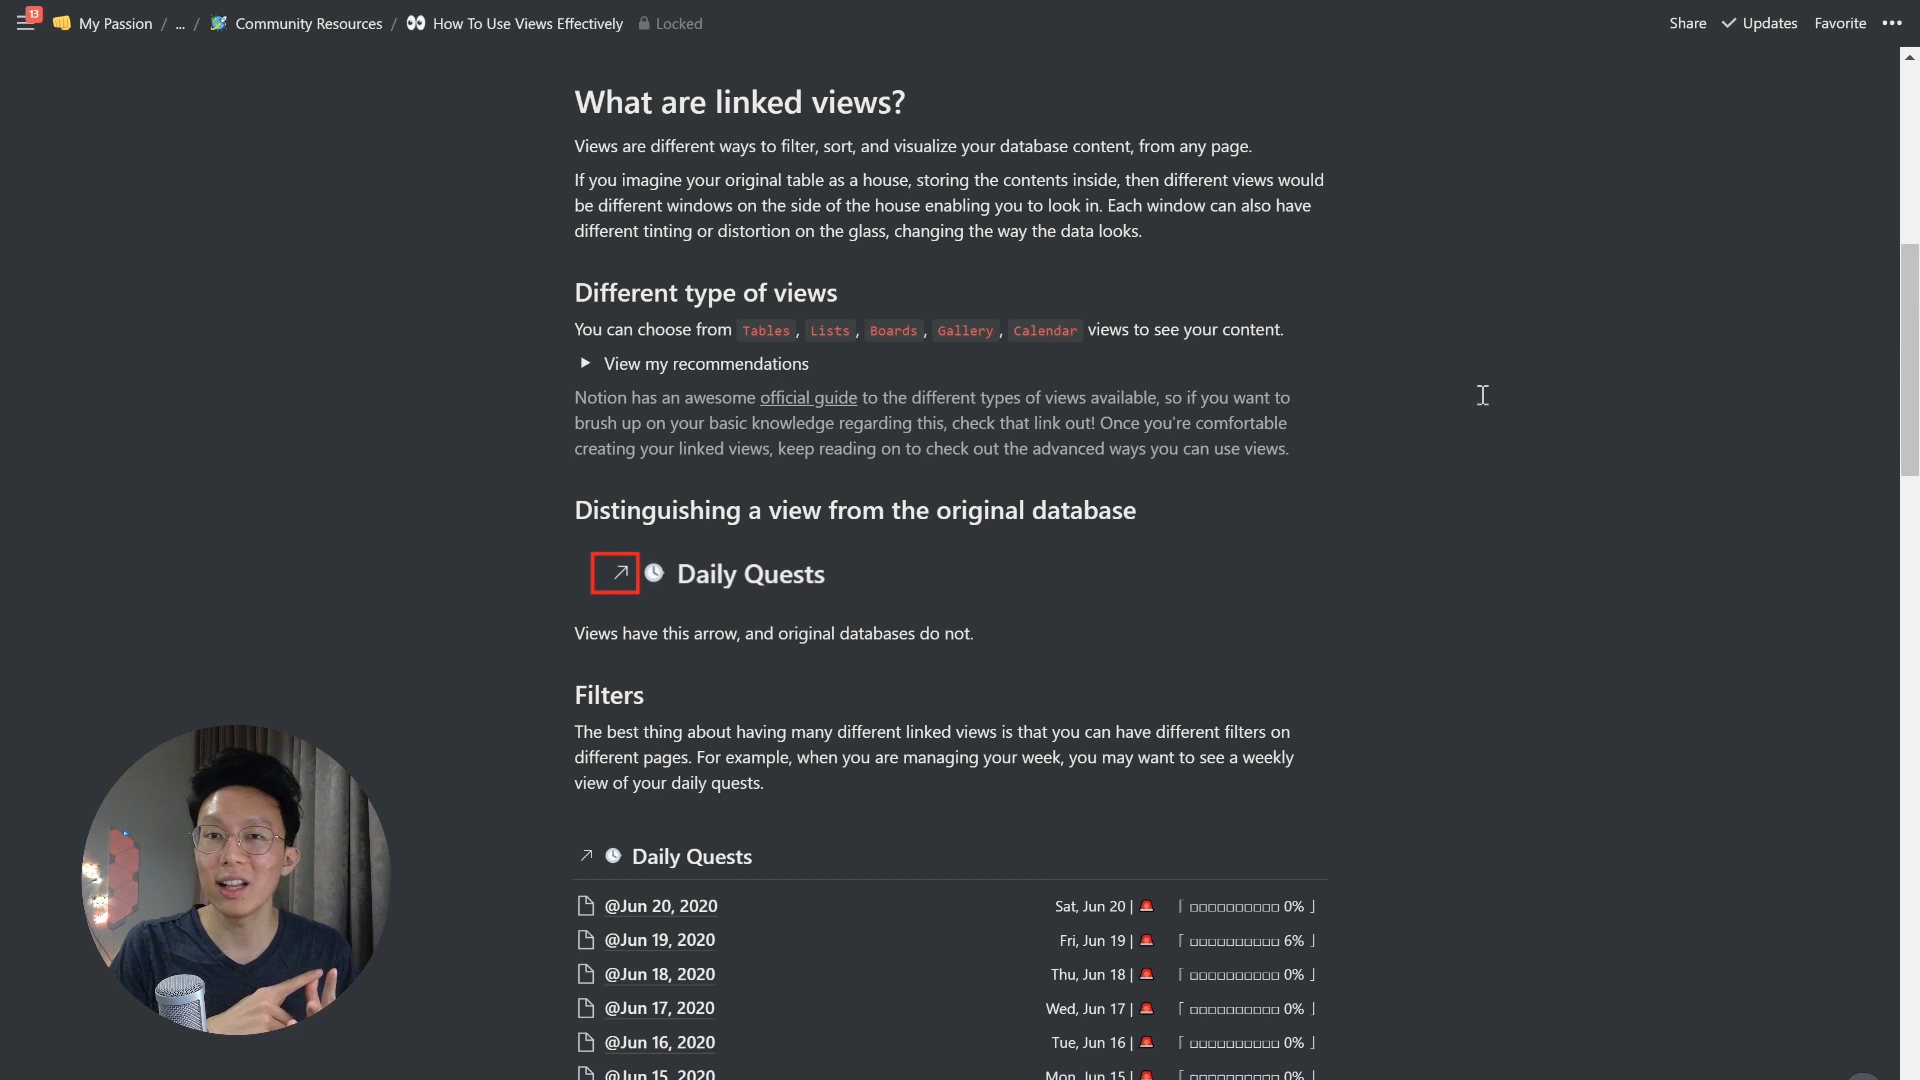 13 My Passion / ... / Community Resources / How To Use Views Effectively Locked Share Updates Favorite •••
What are linked views?
Views are different ways to filter, sort, and visualize your database content, from any page.
If you imagine your original table as a house, storing the contents inside, then different views would
be different windows on the side of the house enabling you to look in. Each window can also have
different tinting or distortion on the glass, changing the way the data looks.
Different type of views
You can choose from Tables, Lists, Boards, Gallery, Calendar views to see your content.
View my recommendations
Notion has an awesome official guide to the different types of views available, so if you want to
brush up on your basic knowledge regarding this, check that link out! Once you're comfortable
creating your linked views, keep reading on to check out the advanced ways you can use views.
Distinguishing a view from the original database
↗ Daily Quests
Views have this arrow, and original databases do not.
Filters
The best thing about having many different linked views is that you can have different filters on
different pages. For example, when you are managing your week, you may want to see a weekly
view of your daily quests.
↗ Daily Quests
@Jun 20, 2020 Sat, Jun 20 | 🚨 ⌈ □□□□□□□□□□ 0% ⌋
@Jun 19, 2020 Fri, Jun 19 | 🚨 ⌈ □□□□□□□□□□ 6% ⌋
@Jun 18, 2020 Thu, Jun 18 | 🚨 ⌈ □□□□□□□□□□ 0% ⌋
@Jun 17, 2020 Wed, Jun 17 | 🚨 ⌈ □□□□□□□□□□ 0% ⌋
@Jun 16, 2020 Tue, Jun 16 | 🚨 ⌈ □□□□□□□□□□ 0% ⌋
@Jun 15, 2020 Mon, Jun 15 | 🚨 ⌈ □□□□□□□□□□ 0% ⌋